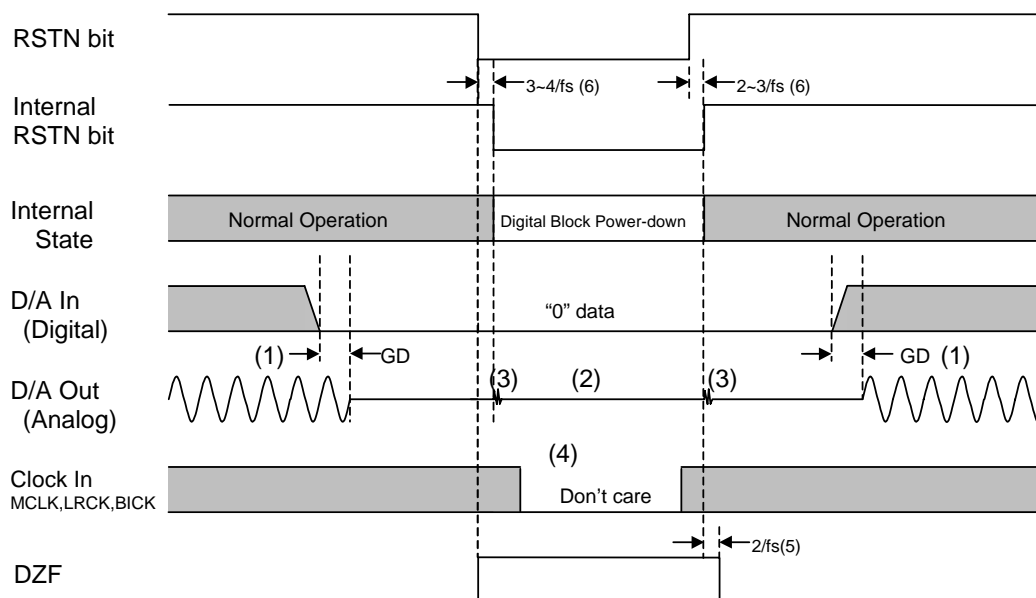 RSTN bit
3~4/fs (6)
2~3/fs (6)
Internal
RSTN bit
Internal
State
Normal Operation
Digital Block Power-down
Normal Operation
D/A In
(Digital)
“0” data
(1)
GD
GD
(1)
D/A Out
(Analog)
(3)
(2)
(3)
(4)
Clock In
MCLK,LRCK,BICK
Don’t care
2/fs(5)
DZF